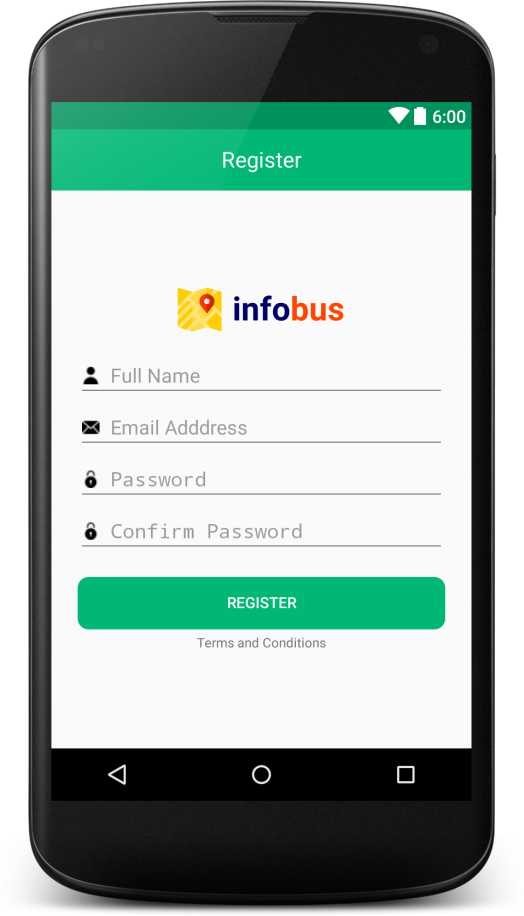 6:00
Register
infobus
Full Name
Email Adddress
Password
Confirm Password
REGISTER
Terms and Conditions